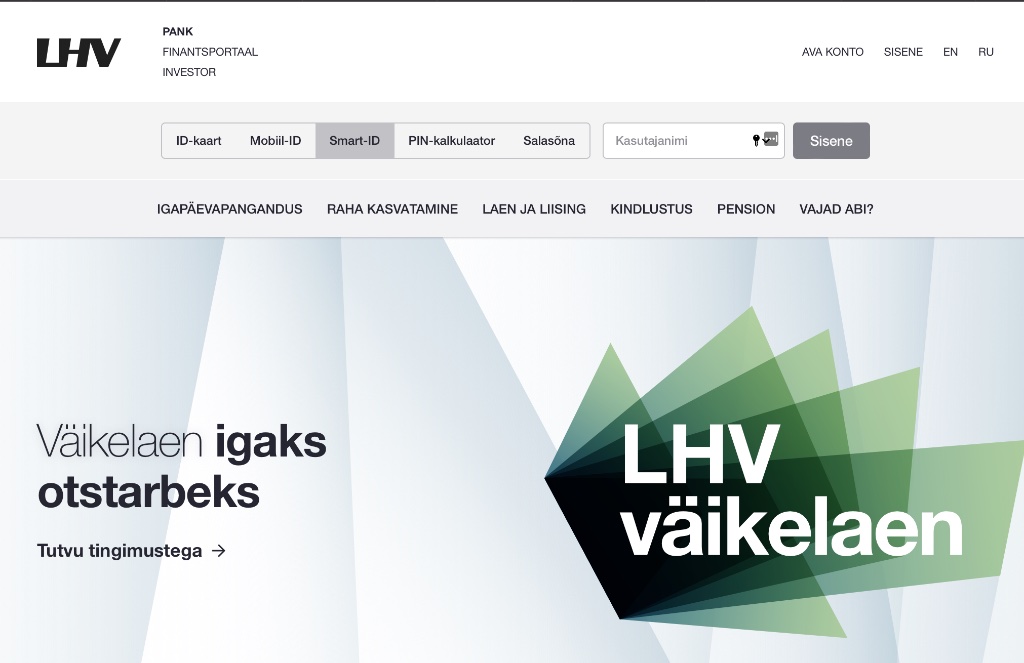 LHV
PANK
FINANTSPORTAAL
INVESTOR
AVA KONTO SISENE EN RU
ID-kaart Mobiil-ID Smart-ID PIN-kalkulaator Salasõna Kasutajanimi Sisene
IGAPÄEVAPANGANDUS RAHA KASVATAMINE LAEN JA LIISING KINDLUSTUS PENSION VAJAD ABI?
Väikelaen igaks
otstarbeks
Tutvu tingimustega →
LHV
väikelaen